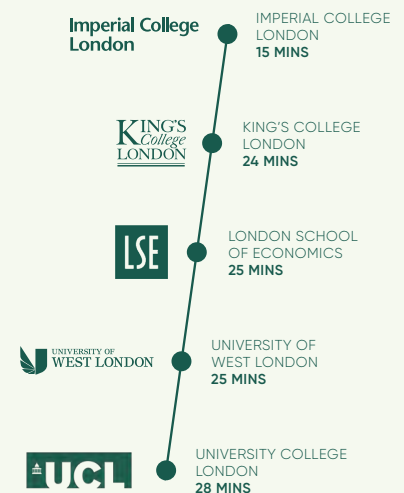 Imperial College
London
IMPERIAL COLLEGE
LONDON
15 MINS
KING'S
College
LONDON
KING'S COLLEGE
LONDON
24 MINS
LSE
LONDON SCHOOL
OF ECONOMICS
25 MINS
UNIVERSITY OF
WEST LONDON
UNIVERSITY OF
WEST LONDON
25 MINS
UCL
UNIVERSITY COLLEGE
LONDON
28 MINS